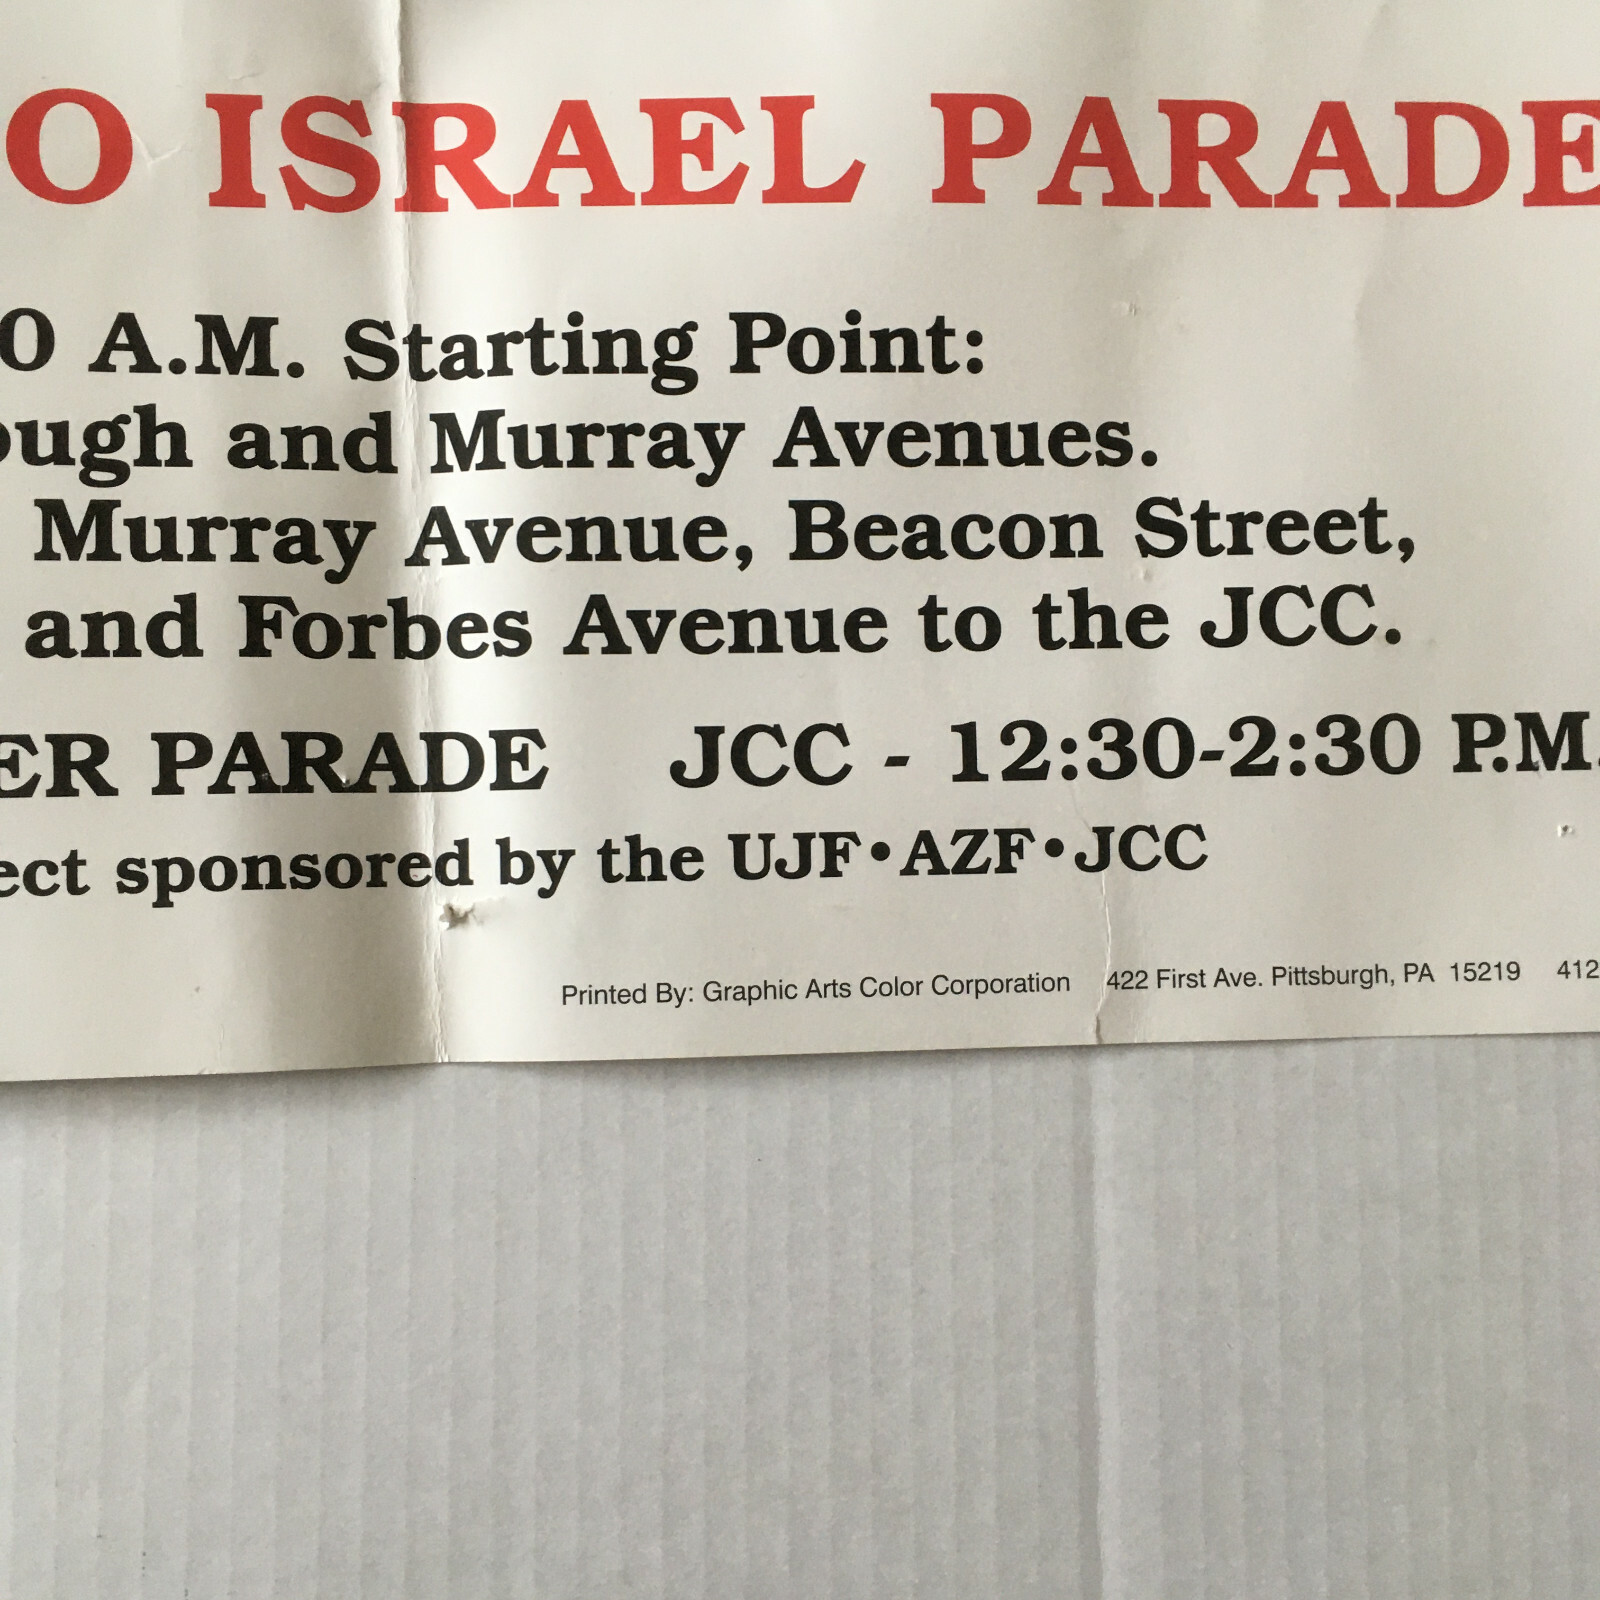 O ISRAEL PARADE
0 A.M. Starting Point:
ough and Murray Avenues.
Murray Avenue, Beacon Street,
and Forbes Avenue to the JCC.
ER PARADE JCC - 12:30-2:30 P.M.
ect sponsored by the UJF•AZF•JCC
Printed By: Graphic Arts Color Corporation 422 First Ave. Pittsburgh, PA 15219 412